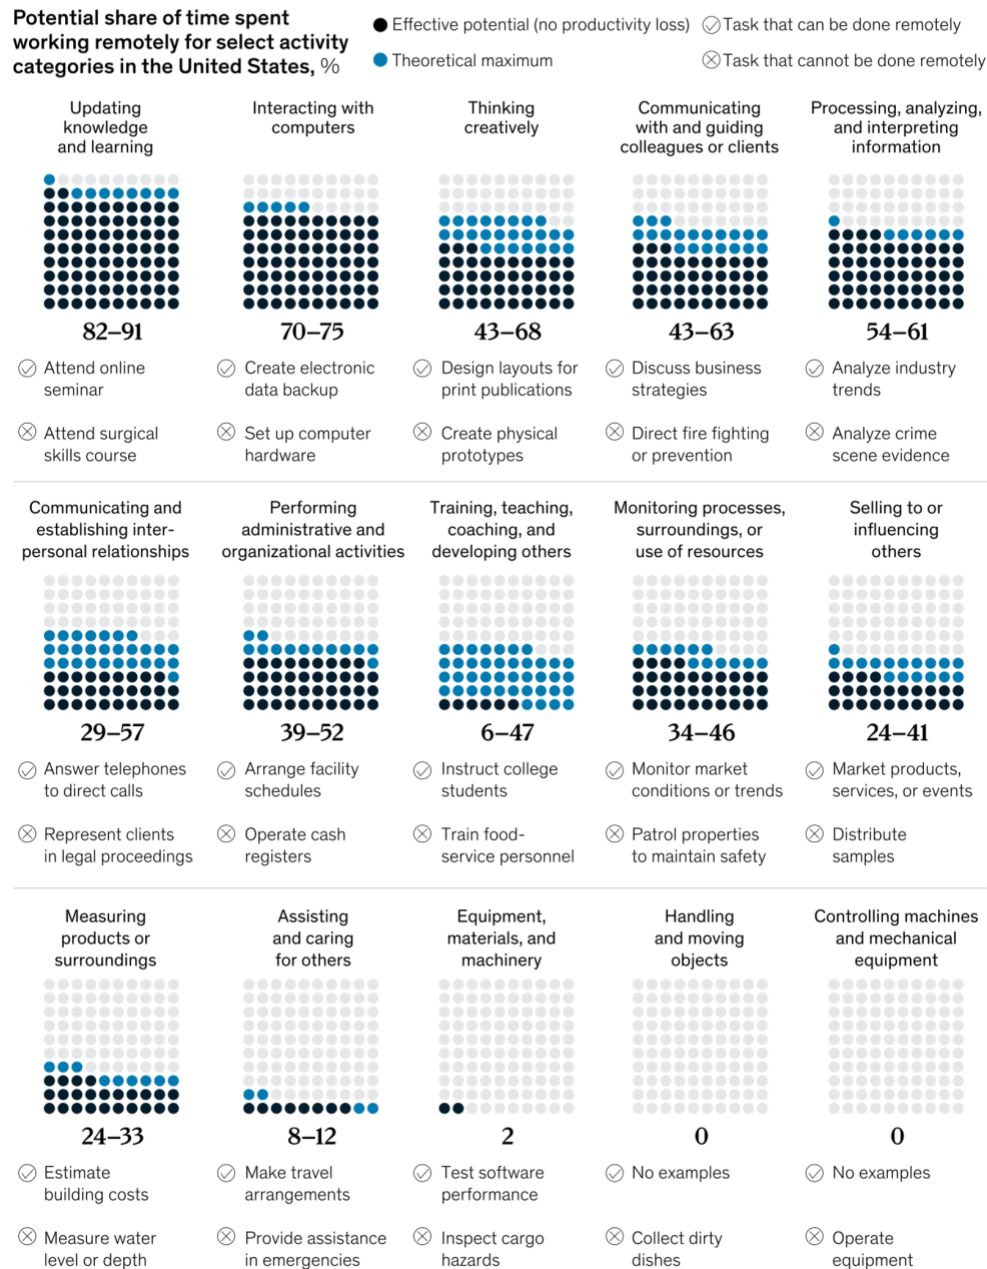 Potential share of time spent
working remotely for select activity
categories in the United States, %
Effective potential (no productivity loss)
Task that can be done remotely
Theoretical maximum
Task that cannot be done remotely
Updating
knowledge
and learning
82–91
Attend online
seminar
Attend surgical
skills course
Interacting with
computers
70–75
Create electronic
data backup
Set up computer
hardware
Thinking
creatively
43–68
Design layouts for
print publications
Create physical
prototypes
Communicating
with and guiding
colleagues or clients
43–63
Discuss business
strategies
Direct fire fighting
or prevention
Processing, analyzing,
and interpreting
information
54–61
Analyze industry
trends
Analyze crime
scene evidence
Communicating and
establishing inter-
personal relationships
29–57
Answer telephones
to direct calls
Represent clients
in legal proceedings
Performing
administrative and
organizational activities
39–52
Arrange facility
schedules
Operate cash
registers
Training, teaching,
coaching, and
developing others
6–47
Instruct college
students
Train food-
service personnel
Monitoring processes,
surroundings, or
use of resources
34–46
Monitor market
conditions or trends
Patrol properties
to maintain safety
Selling to or
influencing
others
24–41
Market products,
services, or events
Distribute
samples
Measuring
products or
surroundings
24–33
Estimate
building costs
Measure water
level or depth
Assisting
and caring
for others
8–12
Make travel
arrangements
Provide assistance
in emergencies
Equipment,
materials, and
machinery
2
Test software
performance
Inspect cargo
hazards
Handling
and moving
objects
0
No examples
Collect dirty
dishes
Controlling machines
and mechanical
equipment
0
No examples
Operate
equipment